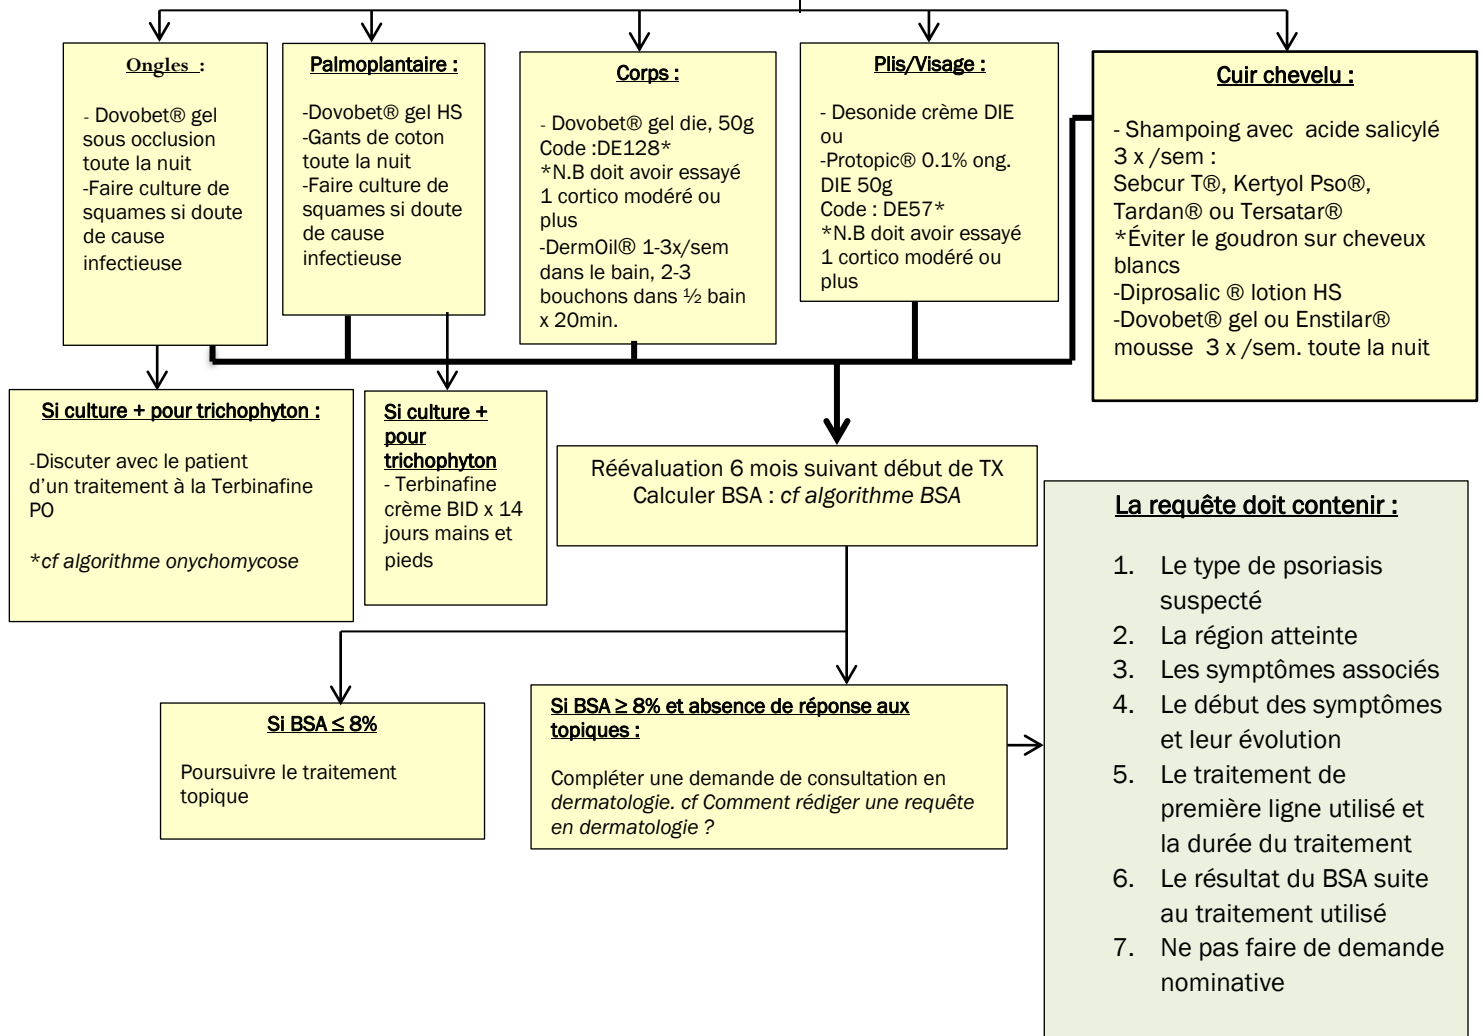 Ongles :
- Dovobet® gel
sous occlusion
toute la nuit
-Faire culture de
squames si doute
de cause
infectieuse
Palmoplantaire :
-Dovobet® gel HS
-Gants de coton
toute la nuit
-Faire culture de
squames si doute
de cause
infectieuse
Corps :
- Dovobet® gel die, 50g
Code :DE128*
*N.B doit avoir essayé
1 cortico modéré ou
plus
-DermOil® 1-3x/sem
dans le bain, 2-3
bouchons dans ½ bain
x 20min.
Plis/Visage :
- Desonide crème DIE
ou
-Protopic® 0.1% ong.
DIE 50g
Code : DE57*
*N.B doit avoir essayé
1 cortico modéré ou
plus
Cuir chevelu :
- Shampoing avec acide salicylé
3 x /sem :
Sebcur T®, Kertyol Pso®,
Tardan® ou Tersatar®
*Éviter le goudron sur cheveux
blancs
-Diprosalic ® lotion HS
-Dovobet® gel ou Enstilar®
mousse 3 x /sem. toute la nuit
Si culture + pour trichophyton :
-Discuter avec le patient
d'un traitement à la Terbinafine
PO
*cf algorithme onychomycose
Si culture +
pour
trichophyton
- Terbinafine
crème BID x 14
jours mains et
pieds
Réévaluation 6 mois suivant début de TX
Calculer BSA : cf algorithme BSA
Si BSA ≤ 8%
Poursuivre le traitement
topique
Si BSA ≥ 8% et absence de réponse aux
topiques :
Compléter une demande de consultation en
dermatologie. cf Comment rédiger une requête
en dermatologie ?
La requête doit contenir :
1. Le type de psoriasis
suspecté
2. La région atteinte
3. Les symptômes associés
4. Le début des symptômes
et leur évolution
5. Le traitement de
première ligne utilisé et
la durée du traitement
6. Le résultat du BSA suite
au traitement utilisé
7. Ne pas faire de demande
nominative